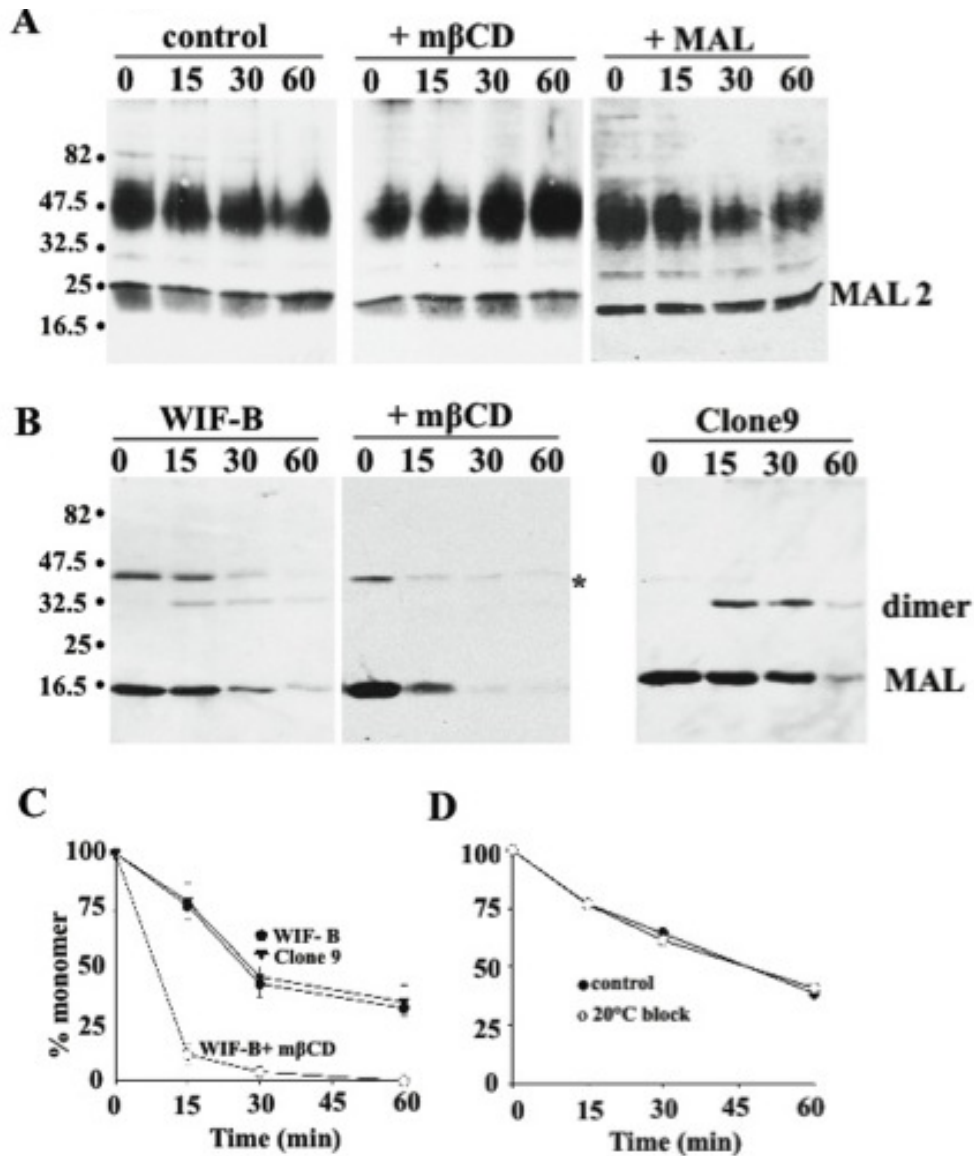 A
control
+ mβCD
+ MAL
0 15 30 60
0 15 30 60
0 15 30 60
82
47.5
32.5
25
16.5
MAL 2
B
WIF-B
+ mβCD
Clone9
0 15 30 60
0 15 30 60
0 15 30 60
82
47.5
32.5
25
16.5
*
dimer
MAL
C
100
75
50
25
0
% monomer
WIF- B
Clone 9
WIF-B+ mβCD
0 15 30 45 60
Time (min)
D
100
75
50
25
0
control
20°C block
0 15 30 45 60
Time (min)